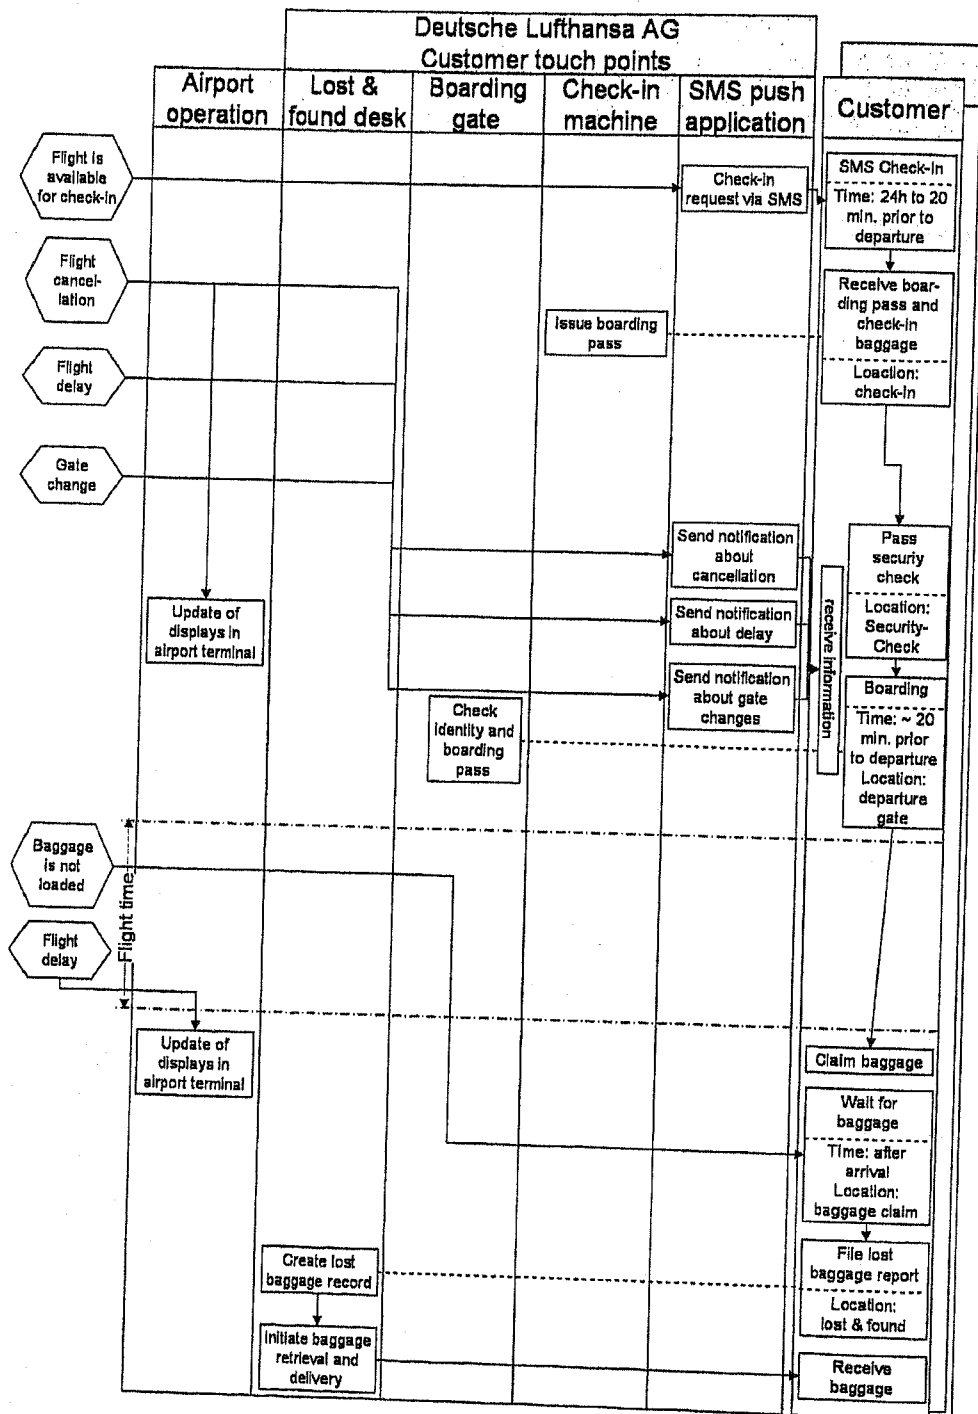 Deutsche Lufthansa AG
Customer touch points
Airport
operation
Lost &
found desk
Boarding
gate
Check-in
machine
SMS push
application
Customer
Flight is
available
for check-in
Check-in
request via SMS
SMS Check-in
Time: 24h to 20
min. prior to
departure
Flight
cancel-
lation
Receive boar-
ding pass and
check-in
baggage
Loaction:
check-in
Issue boarding
pass
Flight
delay
Gate
change
Send notification
about
cancellation
Pass
securiy
check
Location:
Security-
Check
Update of
displays in
airport terminal
Send notification
about delay
receive information
Send notification
about gate
changes
Boarding
Time: ~ 20
min. prior
to departure
Location:
departure
gate
Check
identity and
boarding
pass
Baggage
is not
loaded
Flight time
Flight
delay
Update of
displays in
airport terminal
Claim baggage
Wait for
baggage
Time: after
arrival
Location:
baggage claim
Create lost
baggage record
File lost
baggage report
Location:
lost & found
Initiate baggage
retrieval and
delivery
Receive
baggage